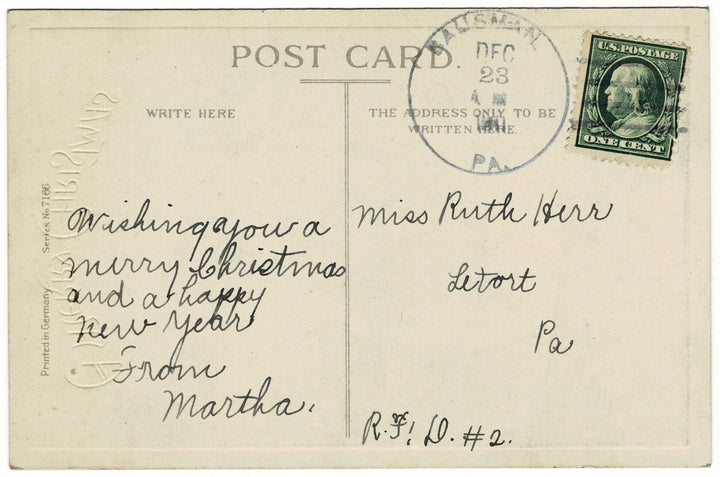 POST CARD.
BAUSMAN,
DEC
23
A
PA.
U.S. POSTAGE
ONE CENT
WRITE HERE
THE ADDRESS ONLY TO BE
WRITTEN HERE.
Printed in Germany
Series No 7166
Wishing you a
merry Christmas
and a happy
New Year
From
Martha.
Miss Ruth Herr
Letort
Pa
R.F. D. #2.